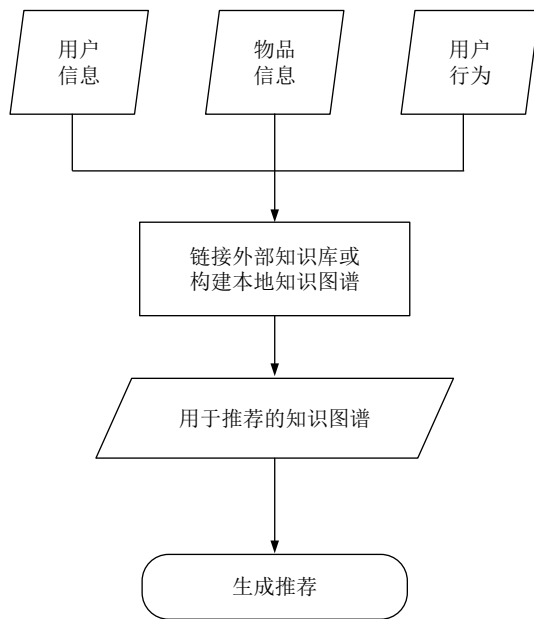 用户
信息
物品
信息
用户
行为
链接外部知识库或
构建本地知识图谱
用于推荐的知识图谱
生成推荐